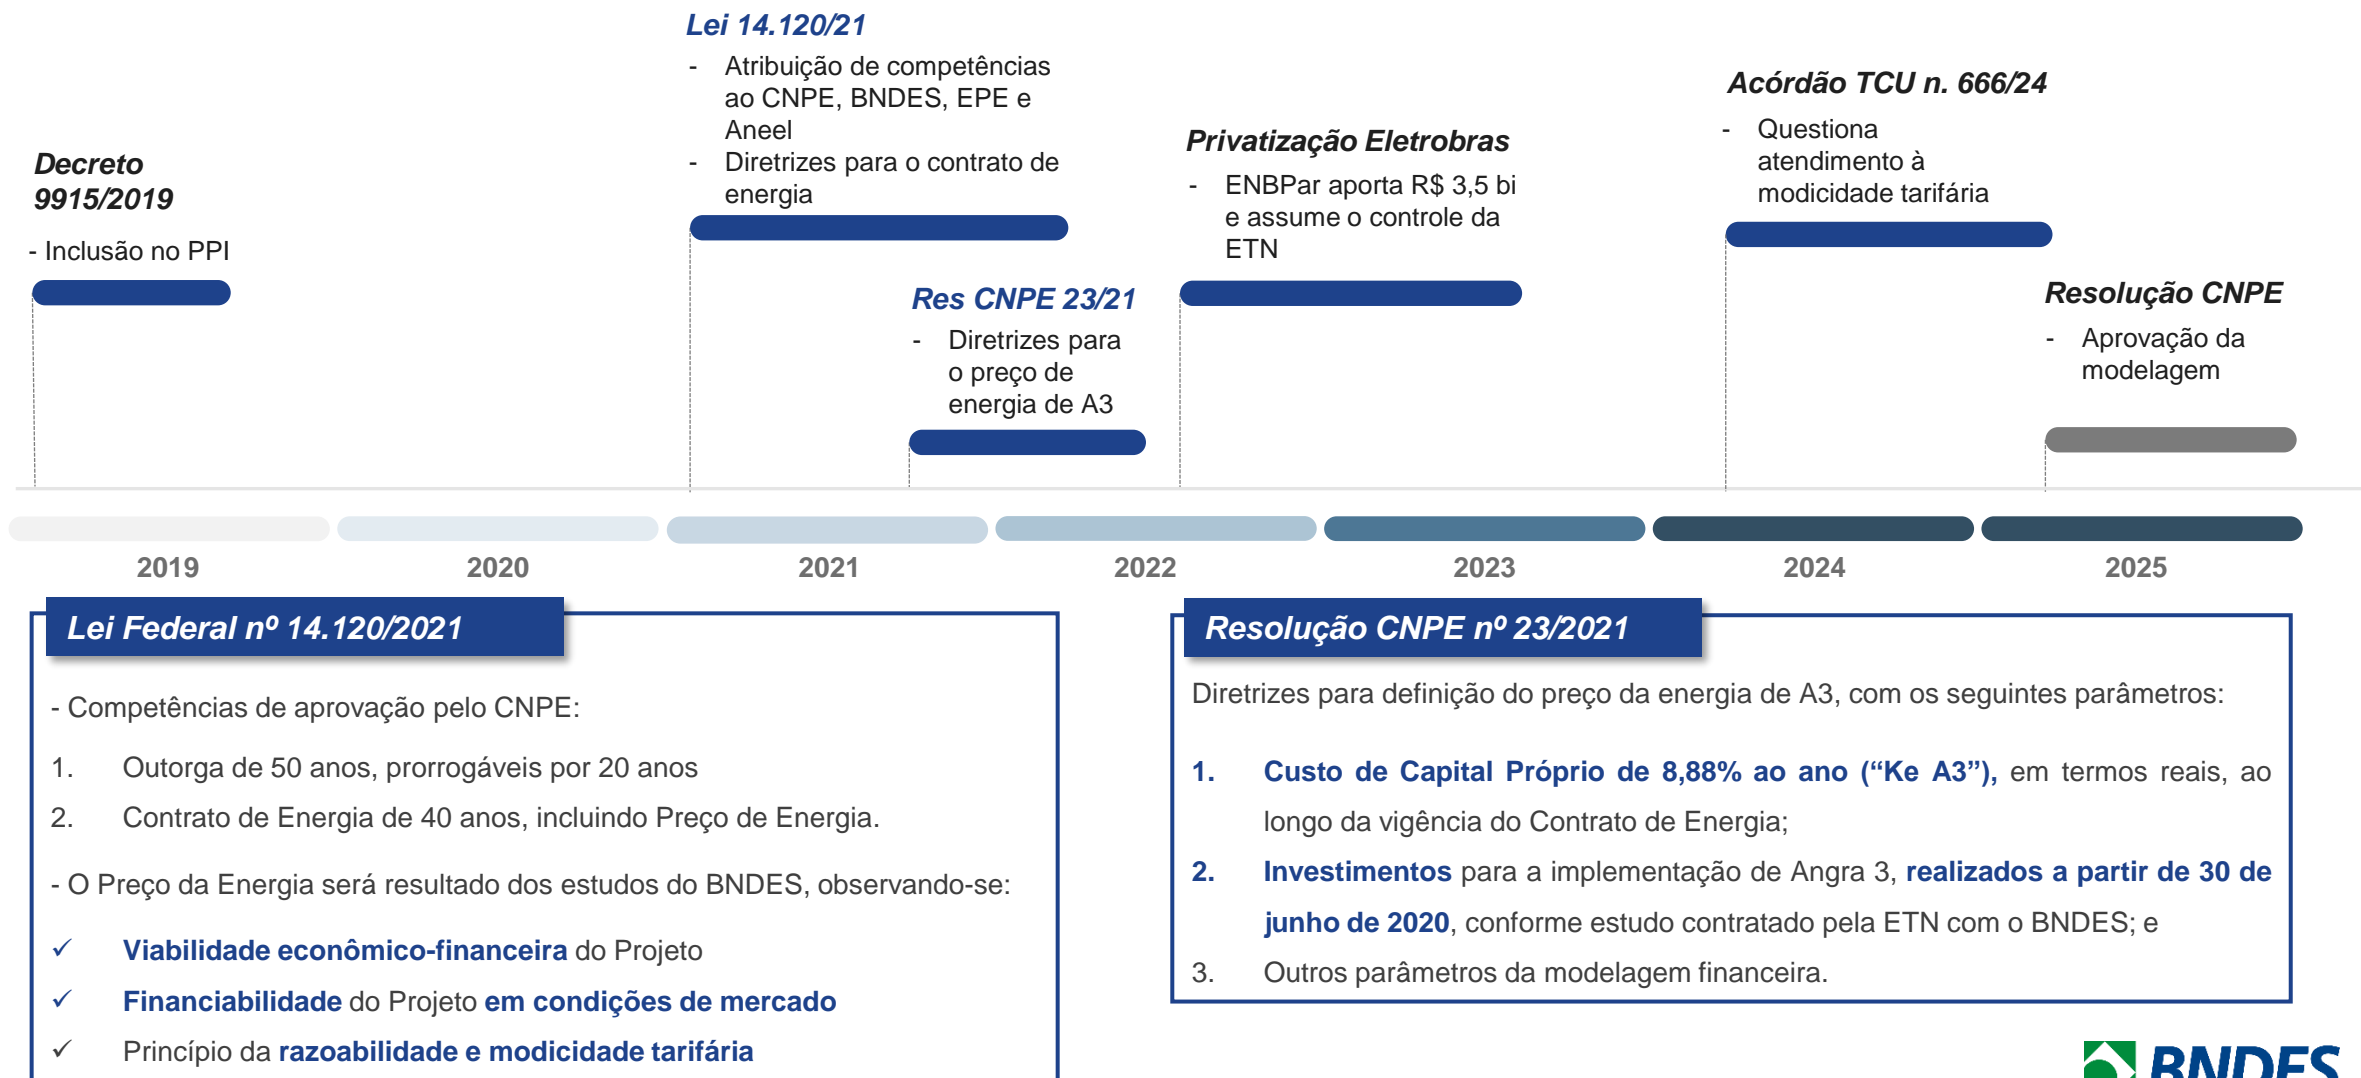 Decreto
9915/2019
- Inclusão no PPI
Lei 14.120/21
- Atribuição de competências
ao CNPE, BNDES, EPE e
Aneel
- Diretrizes para o contrato de
energia
Res CNPE 23/21
- Diretrizes para
o preço de
energia de A3
Privatização Eletrobras
- ENBPar aporta R$ 3,5 bi
e assume o controle da
ETN
Acórdão TCU n. 666/24
- Questiona
atendimento à
modicidade tarifária
Resolução CNPE
- Aprovação da
modelagem
2019
2020
2021
2022
2023
2024
2025
Lei Federal nº 14.120/2021
- Competências de aprovação pelo CNPE:
1. Outorga de 50 anos, prorrogáveis por 20 anos
2. Contrato de Energia de 40 anos, incluindo Preço de Energia.
- O Preço da Energia será resultado dos estudos do BNDES, observando-se:
✓ Viabilidade econômico-financeira do Projeto
✓ Financiabilidade do Projeto em condições de mercado
✓ Princípio da razoabilidade e modicidade tarifária
Resolução CNPE nº 23/2021
Diretrizes para definição do preço da energia de A3, com os seguintes parâmetros:
1. Custo de Capital Próprio de 8,88% ao ano (“Ke A3”), em termos reais, ao
longo da vigência do Contrato de Energia;
2. Investimentos para a implementação de Angra 3, realizados a partir de 30 de
junho de 2020, conforme estudo contratado pela ETN com o BNDES; e
3. Outros parâmetros da modelagem financeira.
BNDES